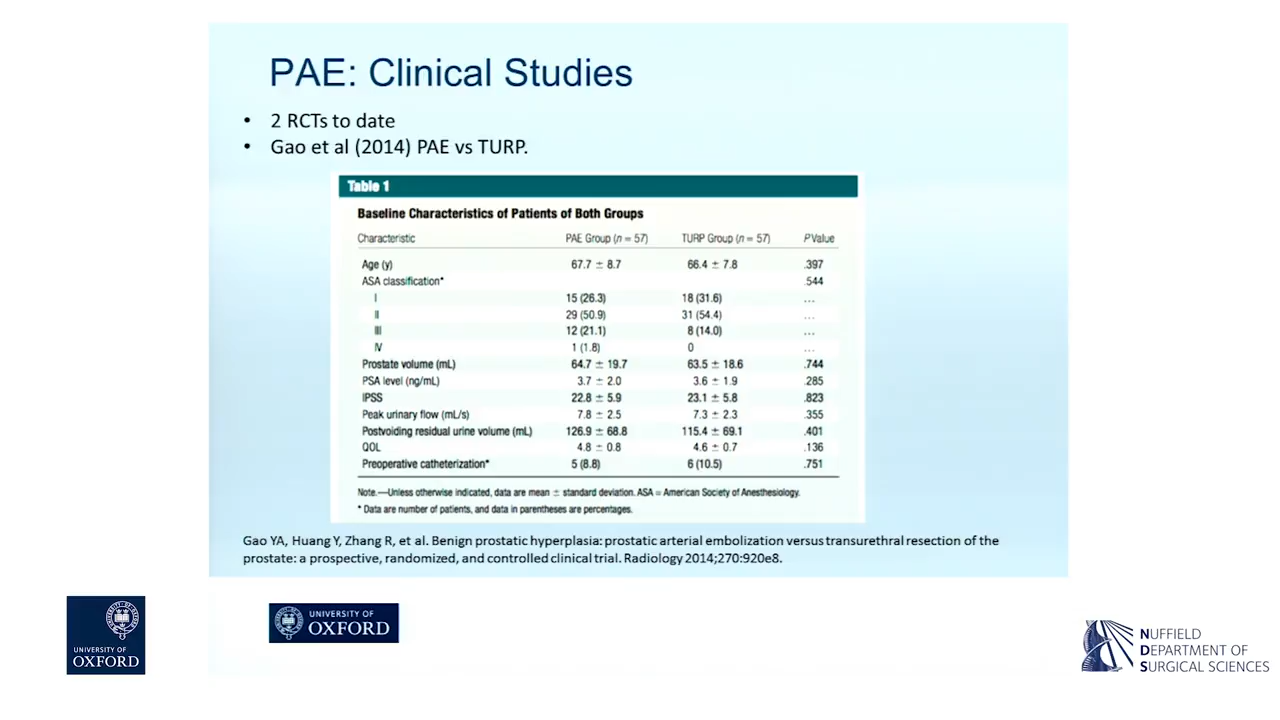 PAE: Clinical Studies
• 2 RCTs to date
• Gao et al (2014) PAE vs TURP.
Table 1
Baseline Characteristics of Patients of Both Groups
Characteristic PAE Group (n = 57) TURP Group (n = 57) P Value
Age (y) 67.7 ± 8.7 66.4 ± 7.8 .397
ASA classification* .544
I 15 (26.3) 18 (31.6) ...
II 29 (50.9) 31 (54.4) ...
III 12 (21.1) 8 (14.0) ...
IV 1 (1.8) 0 ...
Prostate volume (mL) 64.7 ± 19.7 63.5 ± 18.6 .744
PSA level (ng/mL) 3.7 ± 2.0 3.6 ± 1.9 .285
IPSS 22.8 ± 5.9 23.1 ± 5.8 .823
Peak urinary flow (mL/s) 7.8 ± 2.5 7.3 ± 2.3 .355
Postvoiding residual urine volume (mL) 126.9 ± 68.8 115.4 ± 69.1 .401
QOL 4.8 ± 0.8 4.6 ± 0.7 .136
Preoperative catheterization* 5 (8.8) 6 (10.5) .751
Note.—Unless otherwise indicated, data are mean ± standard deviation. ASA = American Society of Anesthesiology.
* Data are number of patients, and data in parentheses are percentages.
Gao YA, Huang Y, Zhang R, et al. Benign prostatic hyperplasia: prostatic arterial embolization versus transurethral resection of the
prostate: a prospective, randomized, and controlled clinical trial. Radiology 2014;270:920e8.
UNIVERSITY OF
OXFORD
UNIVERSITY OF
OXFORD
NUFFIELD
DEPARTMENT OF
SURGICAL SCIENCES